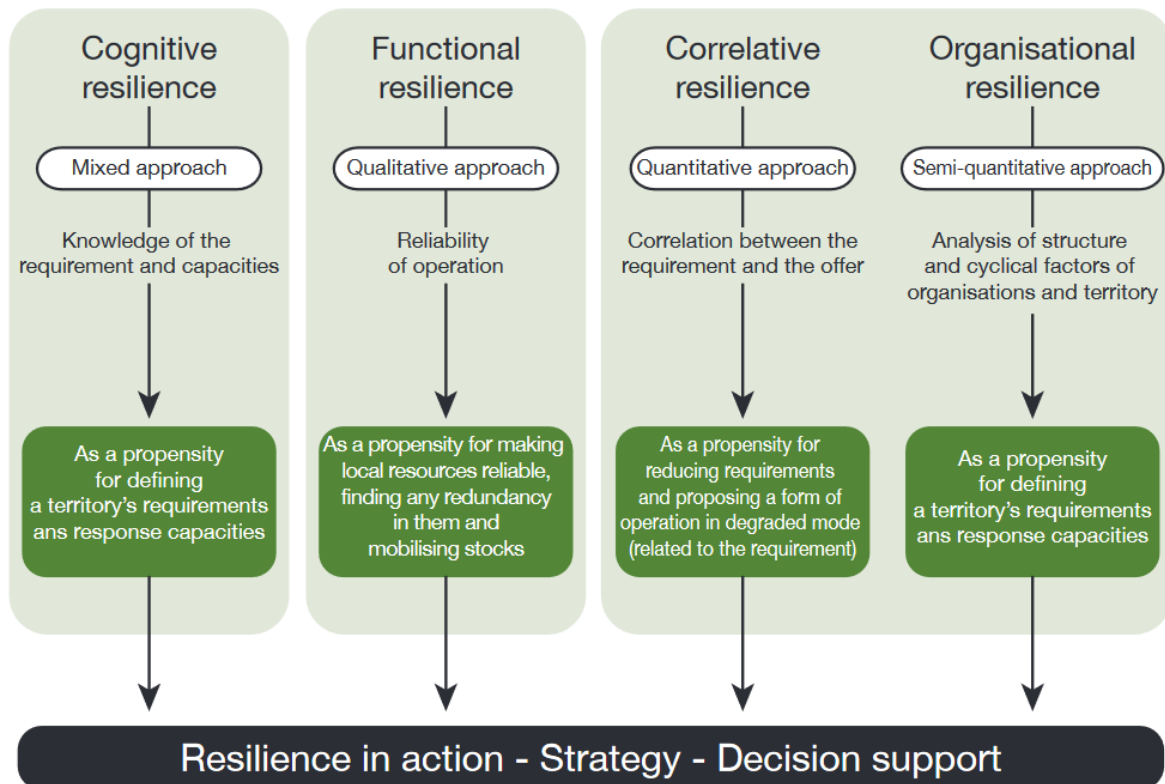 Cognitive
resilience
Mixed approach
Knowledge of the
requirement and capacities
As a propensity
for defining
a territory's requirements
ans response capacities
Functional
resilience
Qualitative approach
Reliability
of operation
As a propensity for making
local resources reliable,
finding any redundancy
in them and
mobilising stocks
Correlative
resilience
Quantitative approach
Correlation between the
requirement and the offer
As a propensity for
reducing requirements
and proposing a form of
operation in degraded mode
(related to the requirement)
Organisational
resilience
Semi-quantitative approach
Analysis of structure
and cyclical factors of
organisations and territory
As a propensity
for defining
a territory's requirements
ans response capacities
Resilience in action - Strategy - Decision support